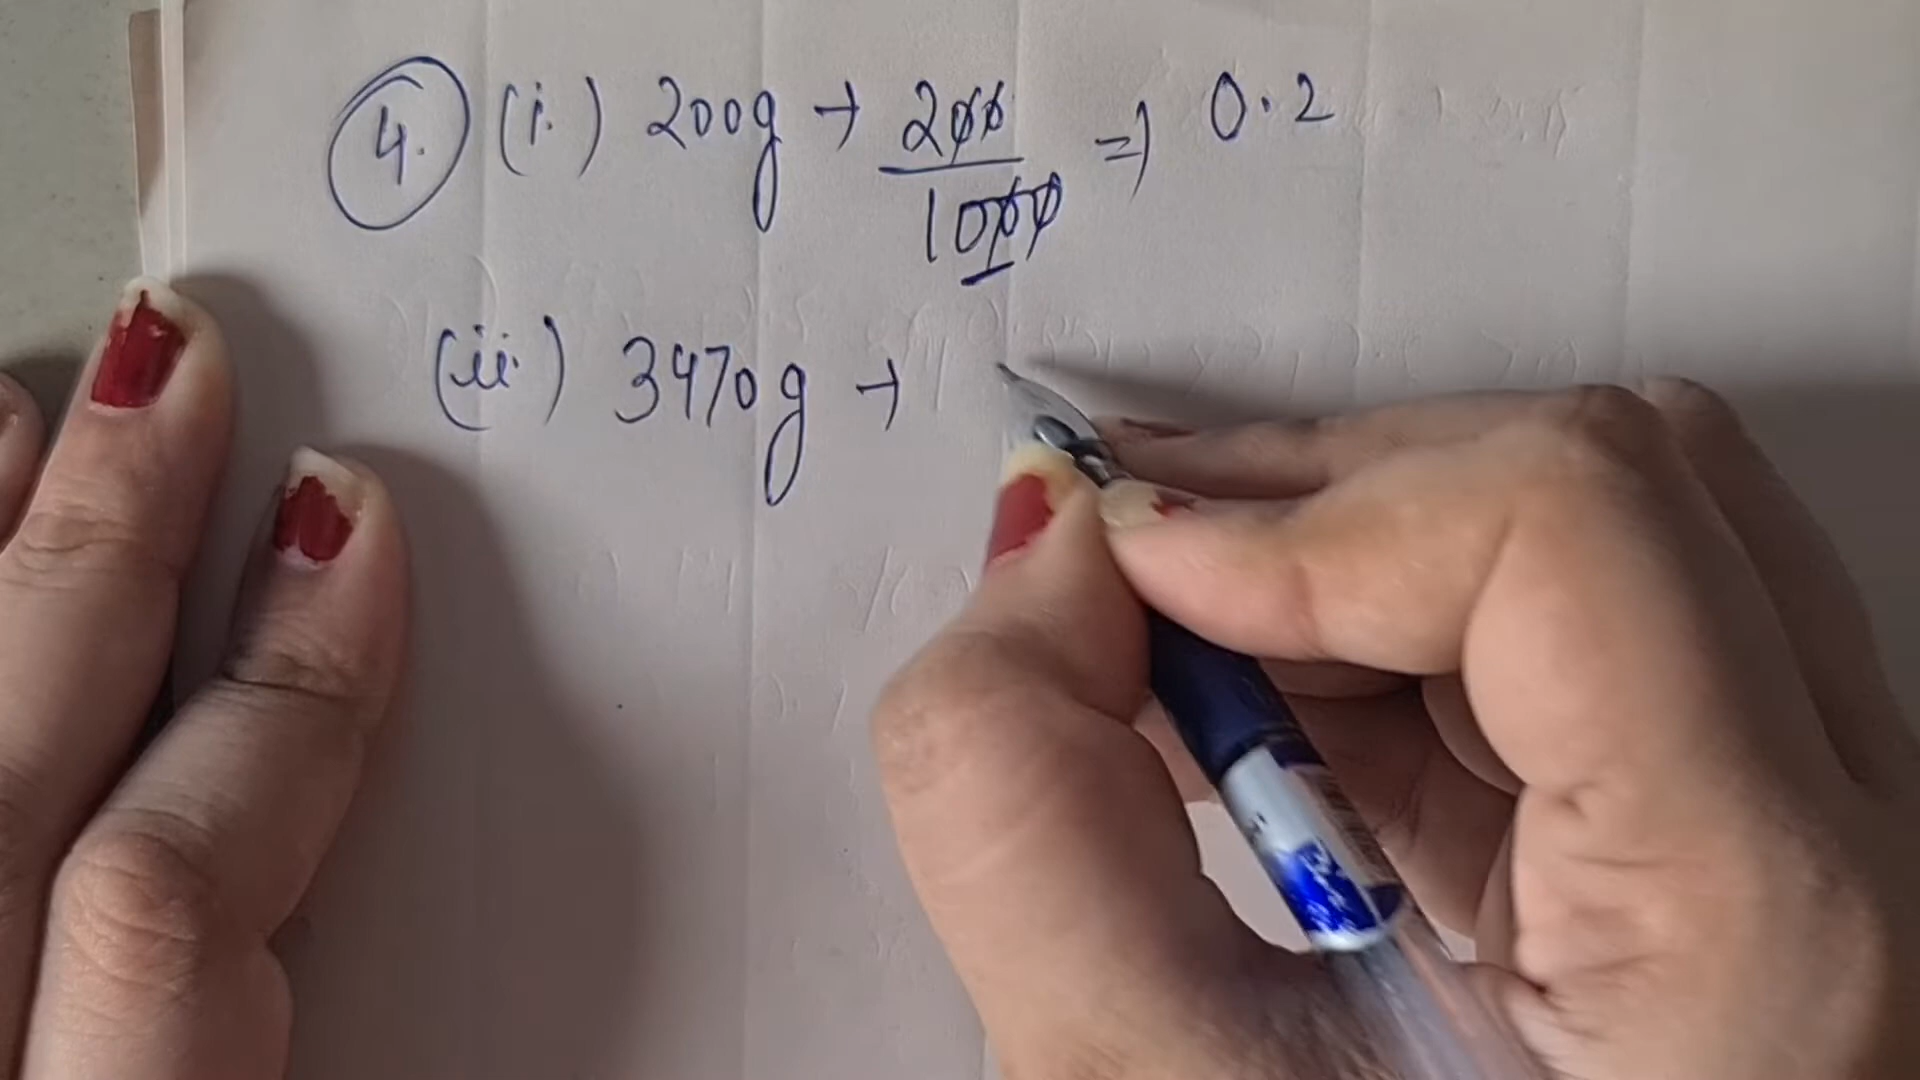 4. (i.) 200g → 200/1000 ⇒ 0.2
(ii.) 3470g →